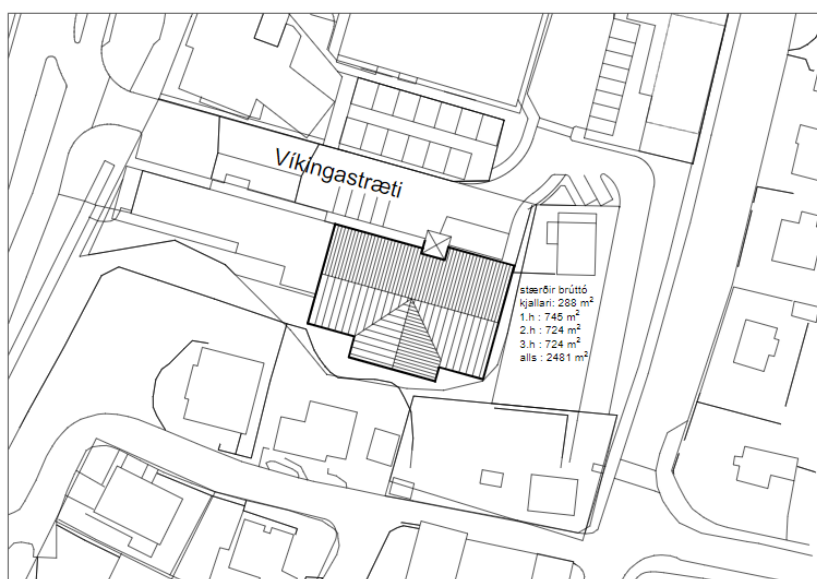 Víkingastræti
stærðir brúttó
kjallari: 288 m²
1.h : 745 m²
2.h : 724 m²
3.h : 724 m²
alls : 2481 m²